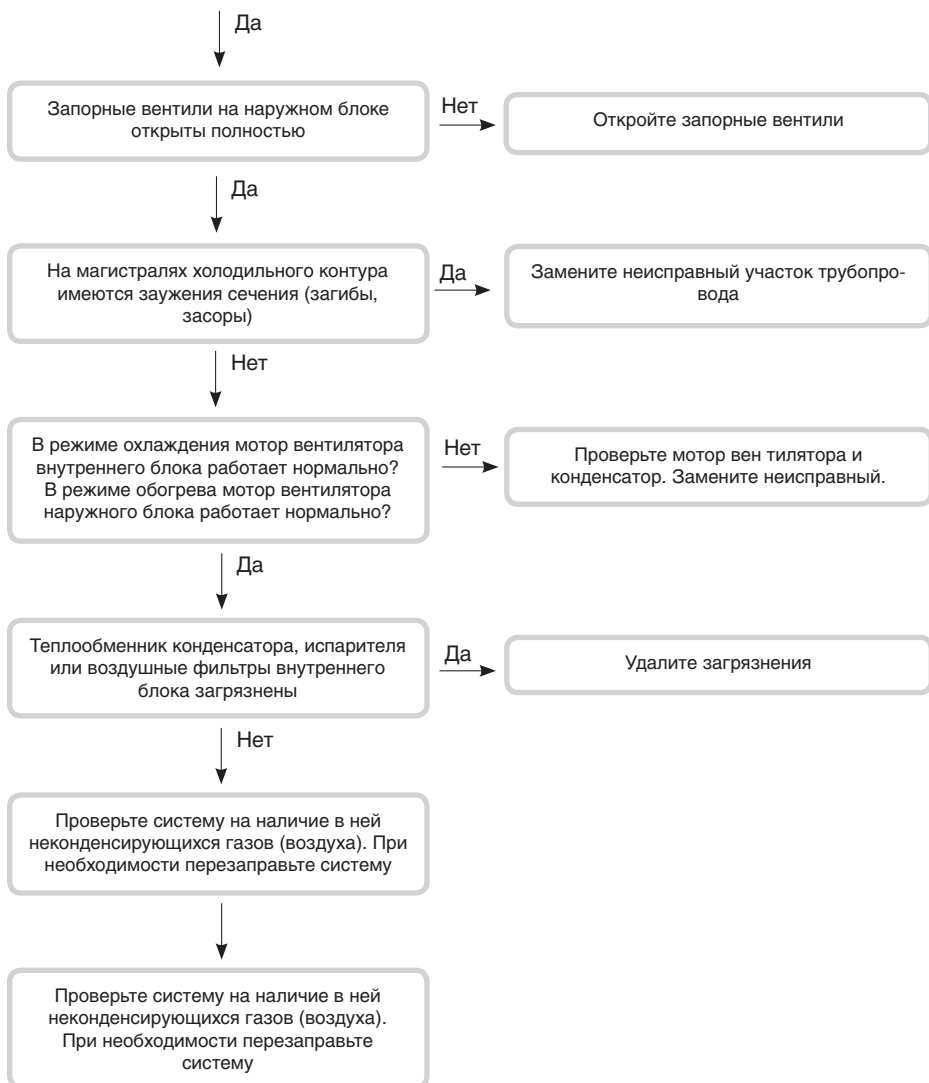 Да
Запорные вентили на наружном блоке
открыты полностью
Нет
Откройте запорные вентили
Да
На магистралях холодильного контура
имеются заужения сечения (загибы,
засоры)
Да
Замените неисправный участок трубопро-
вода
Нет
В режиме охлаждения мотор вентилятора
внутреннего блока работает нормально?
В режиме обогрева мотор вентилятора
наружного блока работает нормально?
Нет
Проверьте мотор вен тилятора и
конденсатор. Замените неисправный.
Да
Теплообменник конденсатора, испарителя
или воздушные фильтры внутреннего
блока загрязнены
Да
Удалите загрязнения
Нет
Проверьте систему на наличие в ней
неконденсирующихся газов (воздуха). При
необходимости перезаправьте систему
Проверьте систему на наличие в ней
неконденсирующихся газов (воздуха).
При необходимости перезаправьте
систему